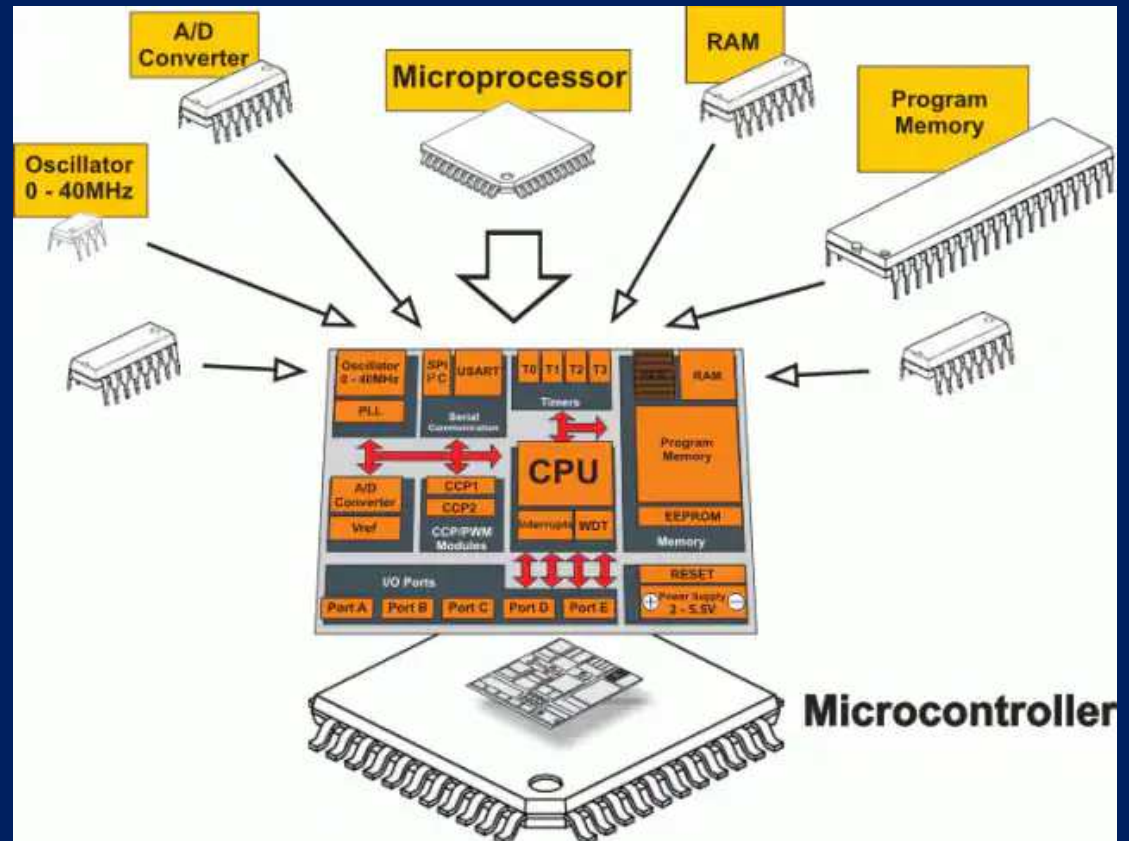 A/D
Converter
Microprocessor
RAM
Program
Memory
Oscillator
0 - 40MHz
Oscillator
0 - 40MHz
PLL
SPI
I²C
USART
Serial
Communication
T0 T1 T2 T3
Timers
RAM
Program
Memory
EEPROM
Memory
A/D
Converter
Vref
CCP1
CCP2
CCP/PWM
Modules
CPU
Interrupts WDT
I/O Ports
Port A Port B Port C Port D Port E
RESET
+ Power Supply −
2 - 5.5V
Microcontroller